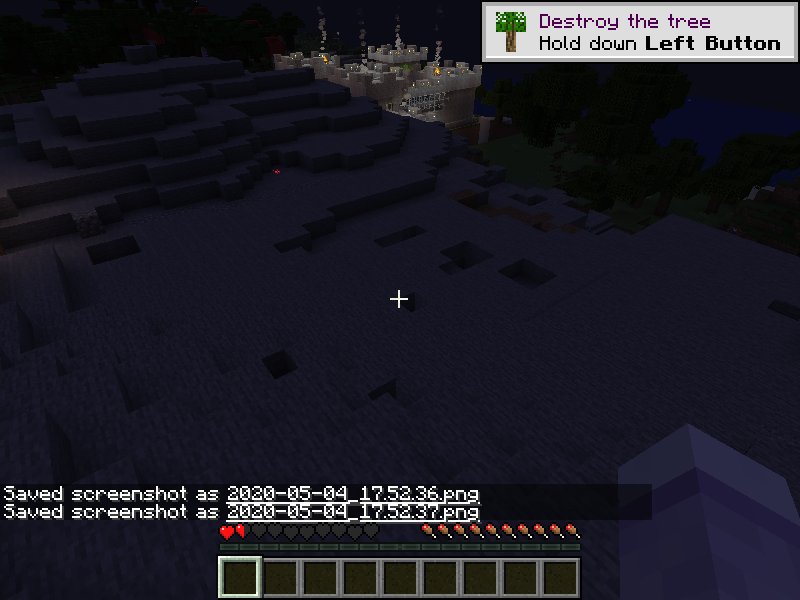 Destroy the tree
Hold down Left Button
Saved screenshot as 2020-05-04_17.52.36.png
Saved screenshot as 2020-05-04_17.52.37.png